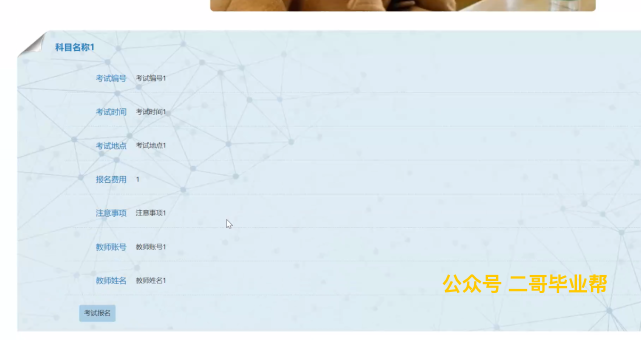 科目名称1
考试编号 考试编号1
考试时间 考试时间1
考试地点 考试地点1
报名费用 1
注意事项 注意事项1
教师账号 教师账号1
教师姓名 教师姓名1
公众号 二哥毕业帮
考试报名